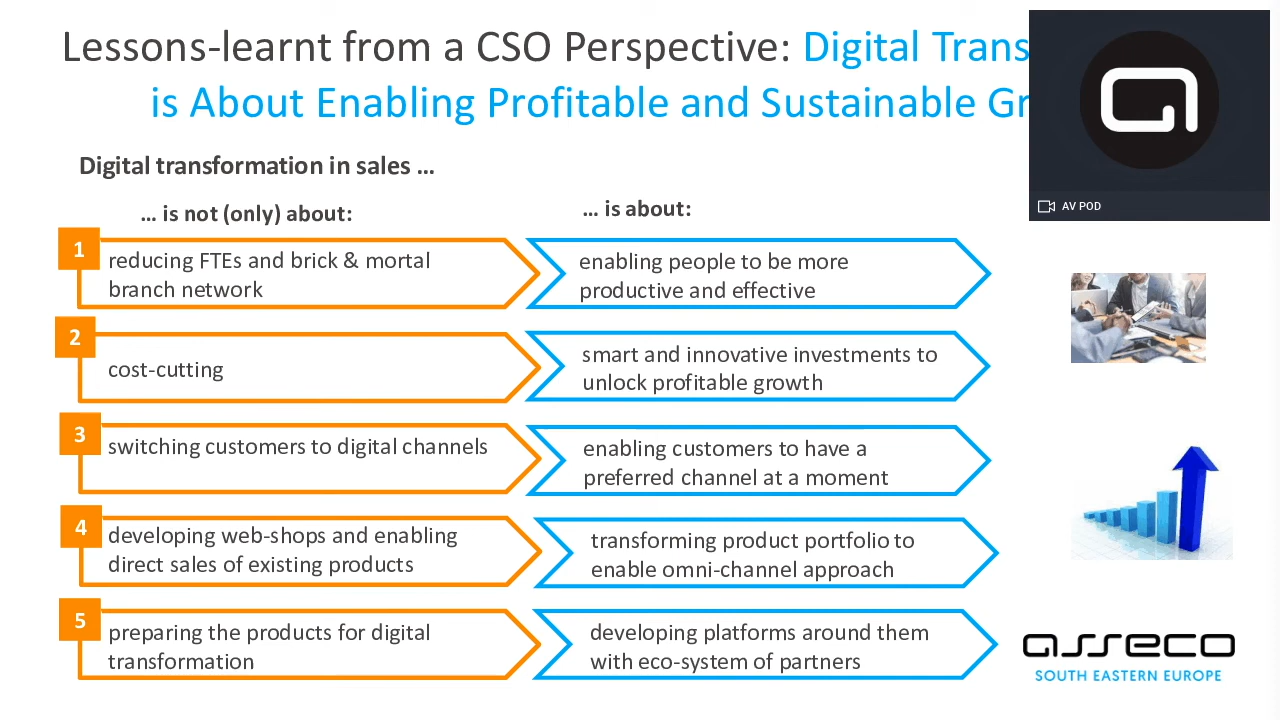 Lessons-learnt from a CSO Perspective: Digital
is About Enabling Profitable and Sustainable
AV POD
Digital transformation in sales …
… is not (only) about:
… is about:
1
reducing FTEs and brick & mortal
branch network
enabling people to be more
productive and effective
2
cost-cutting
smart and innovative investments to
unlock profitable growth
3
switching customers to digital channels
enabling customers to have a
preferred channel at a moment
4
developing web-shops and enabling
direct sales of existing products
transforming product portfolio to
enable omni-channel approach
5
preparing the products for digital
transformation
developing platforms around them
with eco-system of partners
asseco
SOUTH EASTERN EUROPE